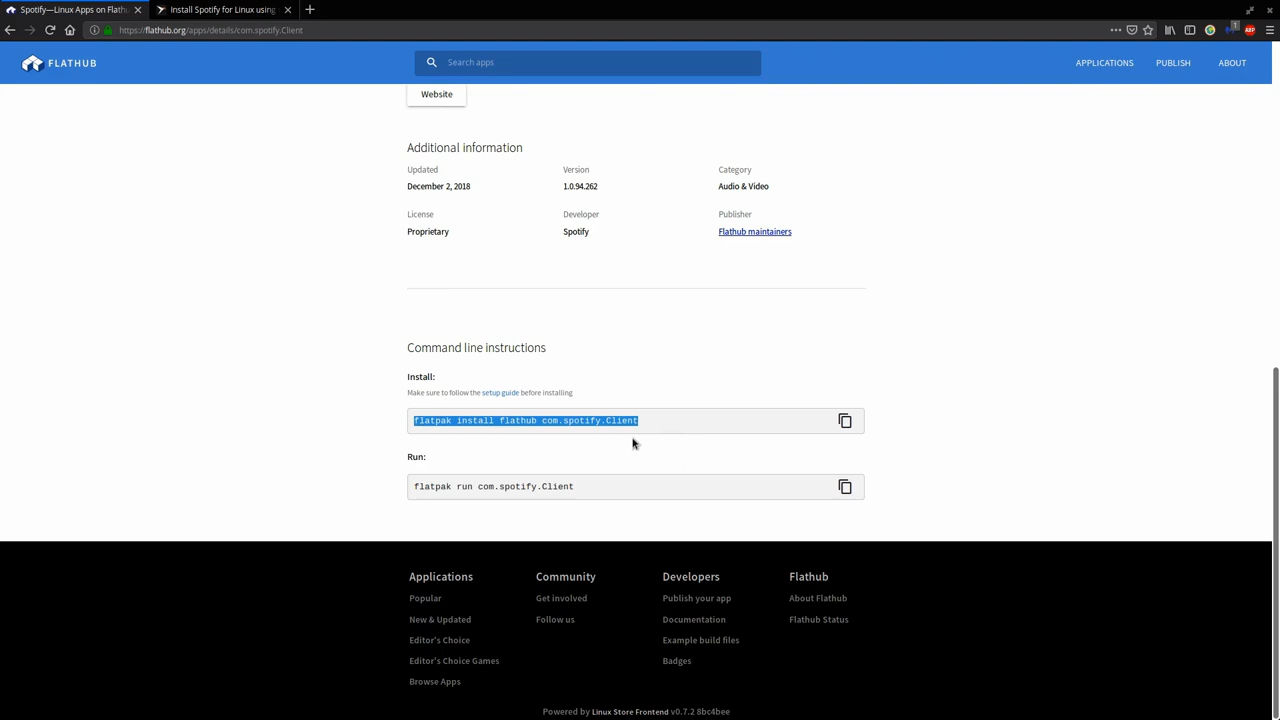 Spotify—Linux Apps on Flath
Install Spotify for Linux using
https://flathub.org/apps/details/com.spotify.Client
1
ABP
FLATHUB
Search apps
APPLICATIONS
PUBLISH
ABOUT
Website
Additional information
Updated
Version
Category
December 2, 2018
1.0.94.262
Audio & Video
License
Developer
Publisher
Proprietary
Spotify
Flathub maintainers
Command line instructions
Install:
Make sure to follow the setup guide before installing
flatpak install flathub com.spotify.Client
Run:
flatpak run com.spotify.Client
Applications
Community
Developers
Flathub
Popular
Get involved
Publish your app
About Flathub
New & Updated
Follow us
Documentation
Flathub Status
Editor's Choice
Example build files
Editor's Choice Games
Badges
Browse Apps
Powered by Linux Store Frontend v0.7.2 8bc4bee